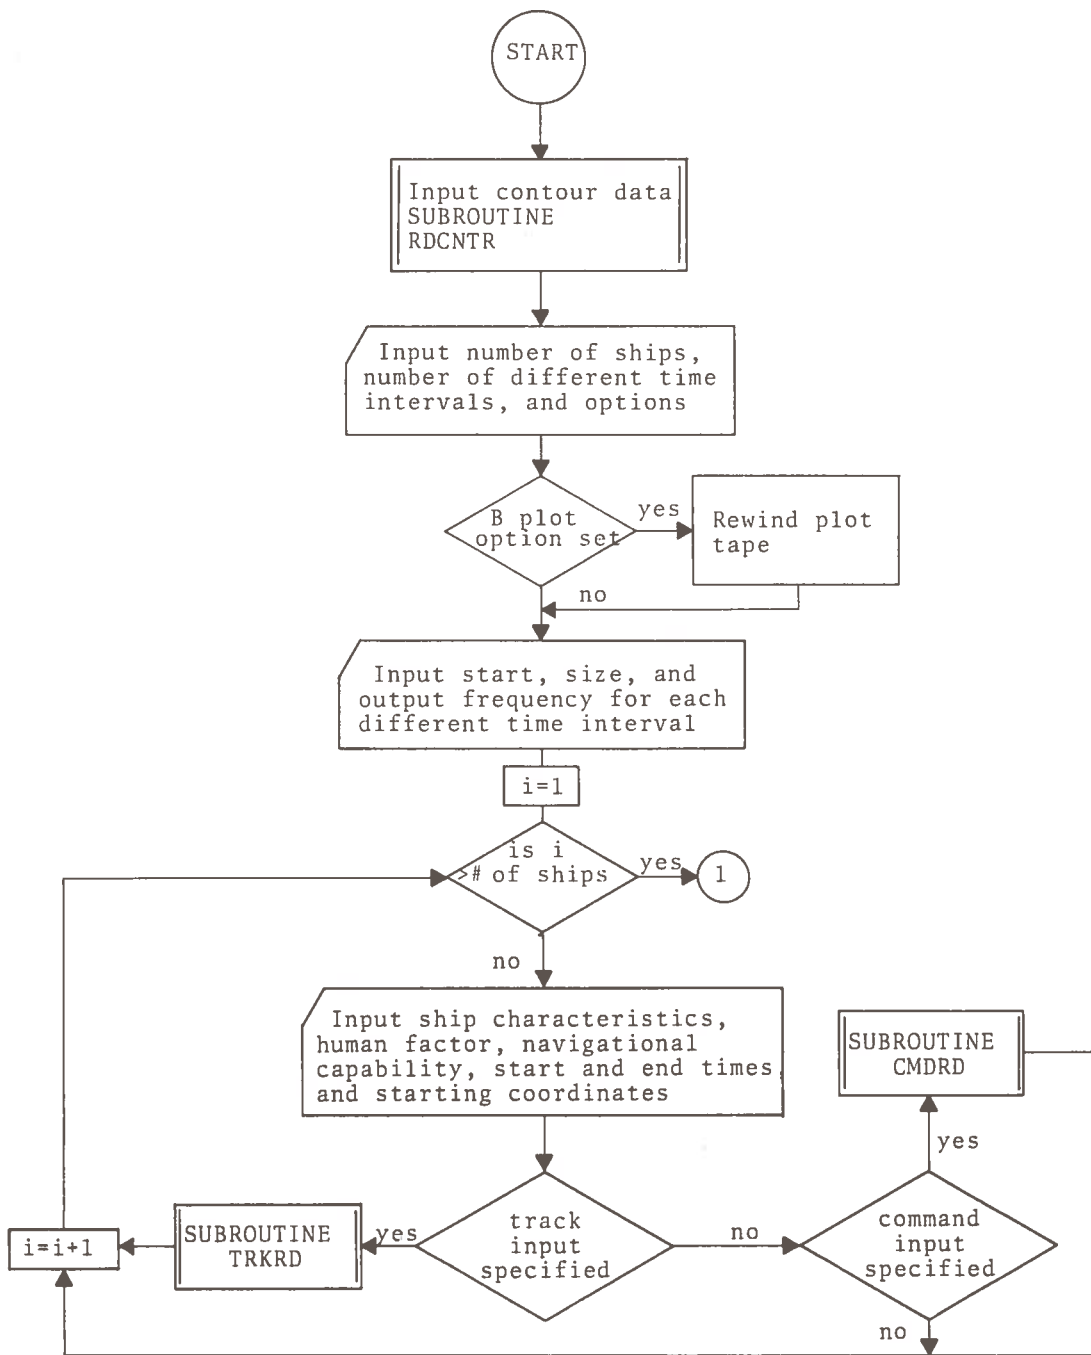 START
Input contour data
SUBROUTINE
RDCNTR
Input number of ships,
number of different time
intervals, and options
B plot
option set
yes
Rewind plot
tape
no
Input start, size, and
output frequency for each
different time interval
i=1
is i
># of ships
yes
1
no
Input ship characteristics,
human factor, navigational
capability, start and end times
and starting coordinates
SUBROUTINE
CMDRD
yes
i=i+1
SUBROUTINE
TRKRD
yes
track
input
specified
no
command
input
specified
no